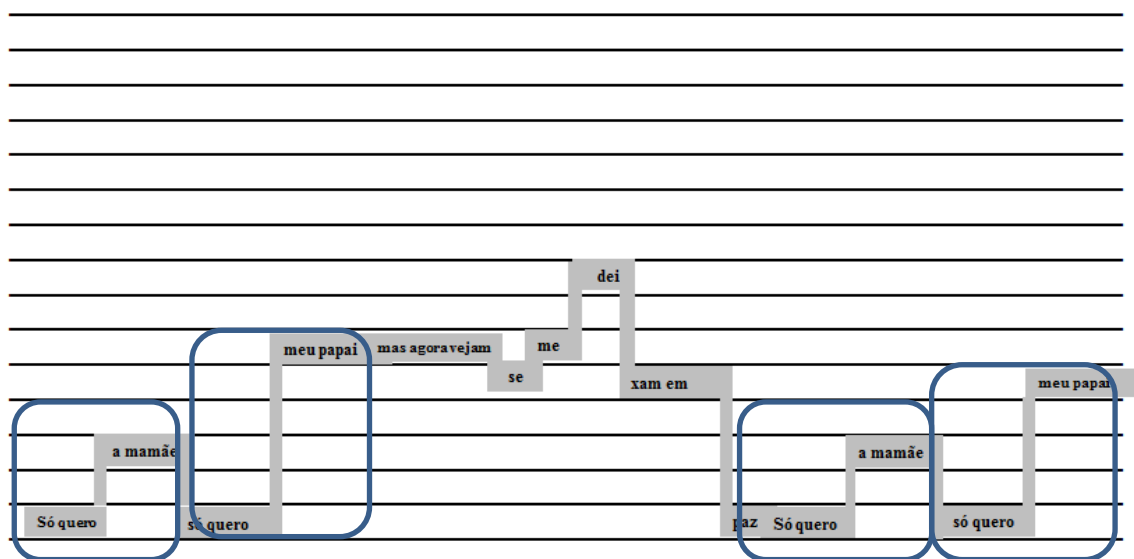 Só quero
a mamãe
só quero
meu papai
mas agora vejam
se
me
dei
xam em
paz
Só quero
a mamãe
só quero
meu papai